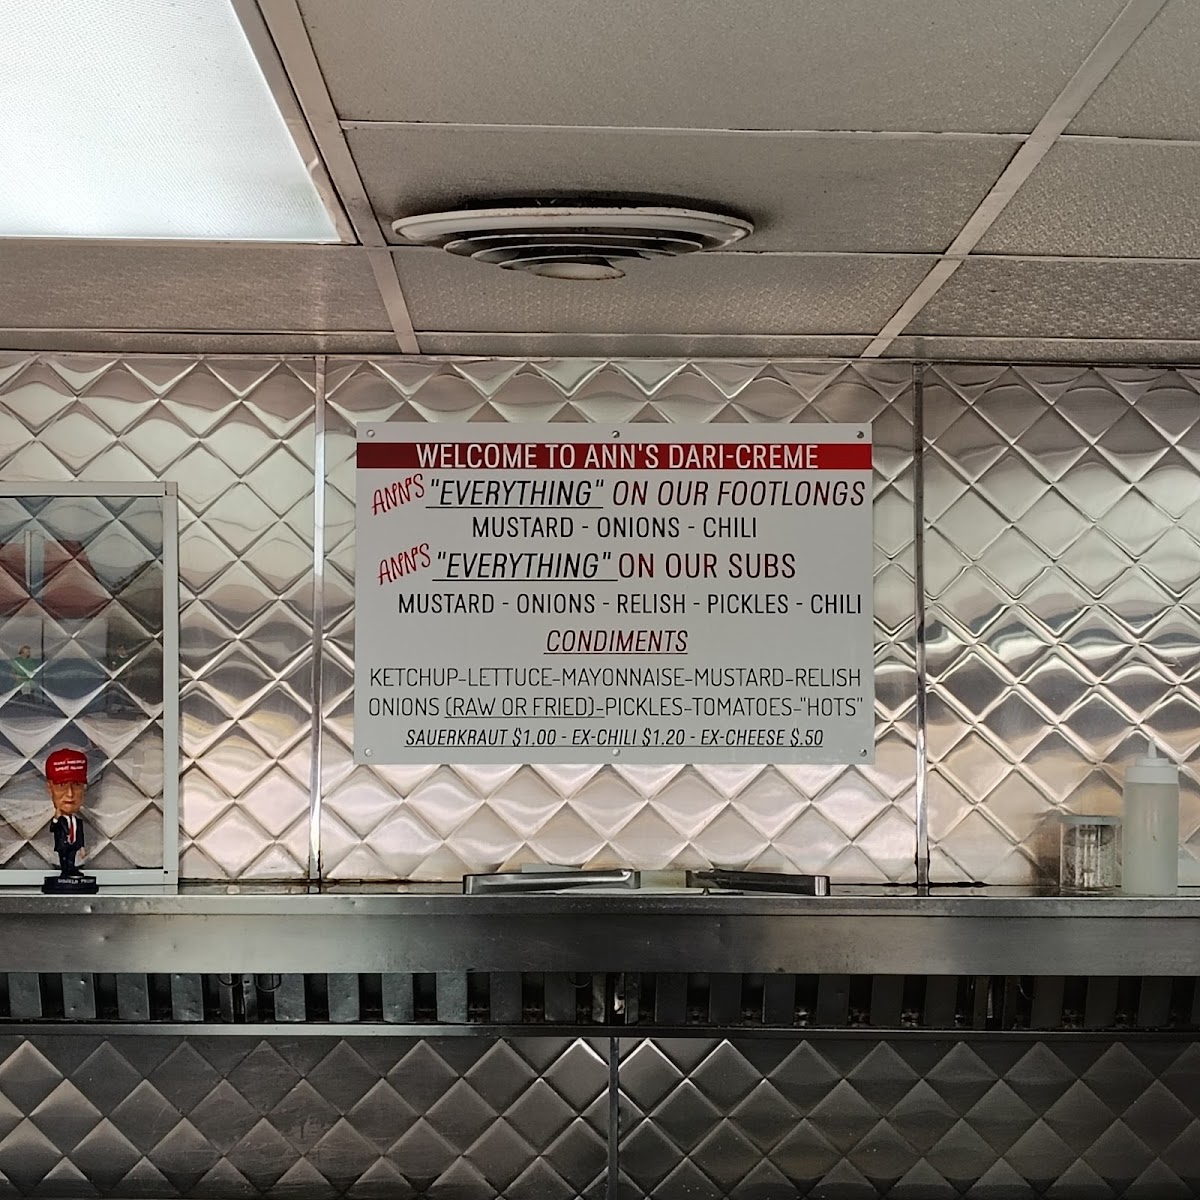 WELCOME TO ANN'S DARI-CREME
ANN'S "EVERYTHING" ON OUR FOOTLONGS
MUSTARD - ONIONS - CHILI
ANN'S "EVERYTHING" ON OUR SUBS
MUSTARD - ONIONS - RELISH - PICKLES - CHILI
CONDIMENTS
KETCHUP-LETTUCE-MAYONNAISE-MUSTARD-RELISH
ONIONS (RAW OR FRIED)-PICKLES-TOMATOES-"HOTS"
SAUERKRAUT $1.00 - EX-CHILI $1.20 - EX-CHEESE $.50